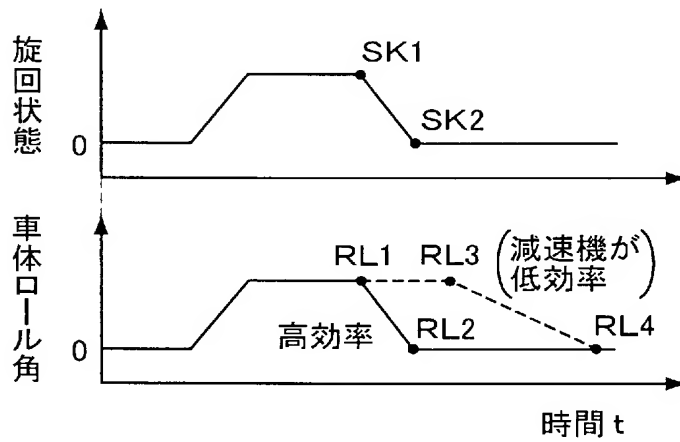 旋回状態
0
SK1
SK2
車体ロール角
0
RL1
RL3
(減速機が
低効率)
高効率
RL2
RL4
時間 t